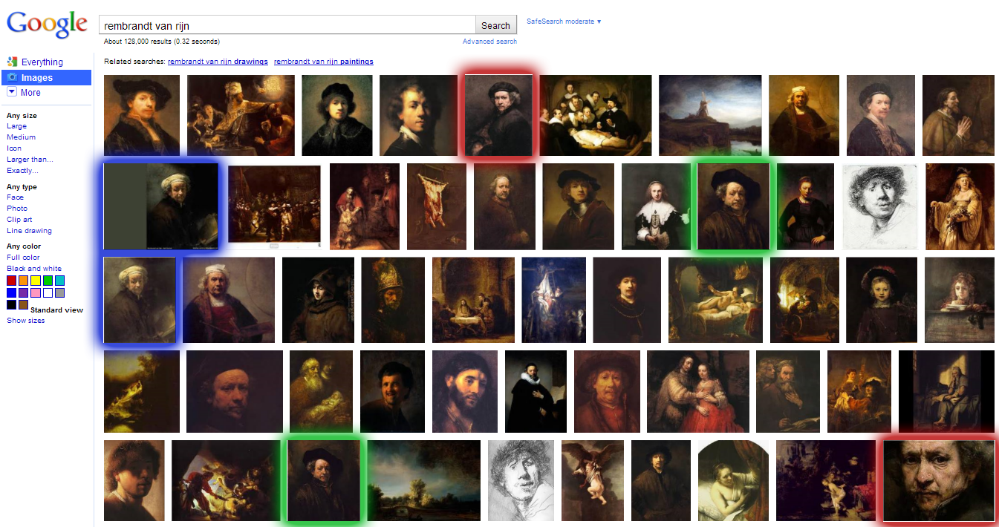 Google
rembrandt van rijn
Search
SafeSearch moderate ▼
About 128,000 results (0.32 seconds)
Advanced search
Everything
Images
More
Related searches: rembrandt van rijn drawings rembrandt van rijn paintings
Any size
Large
Medium
Icon
Larger than...
Exactly...
Any type
Face
Photo
Clip art
Line drawing
Any color
Full color
Black and white
Standard view
Show sizes